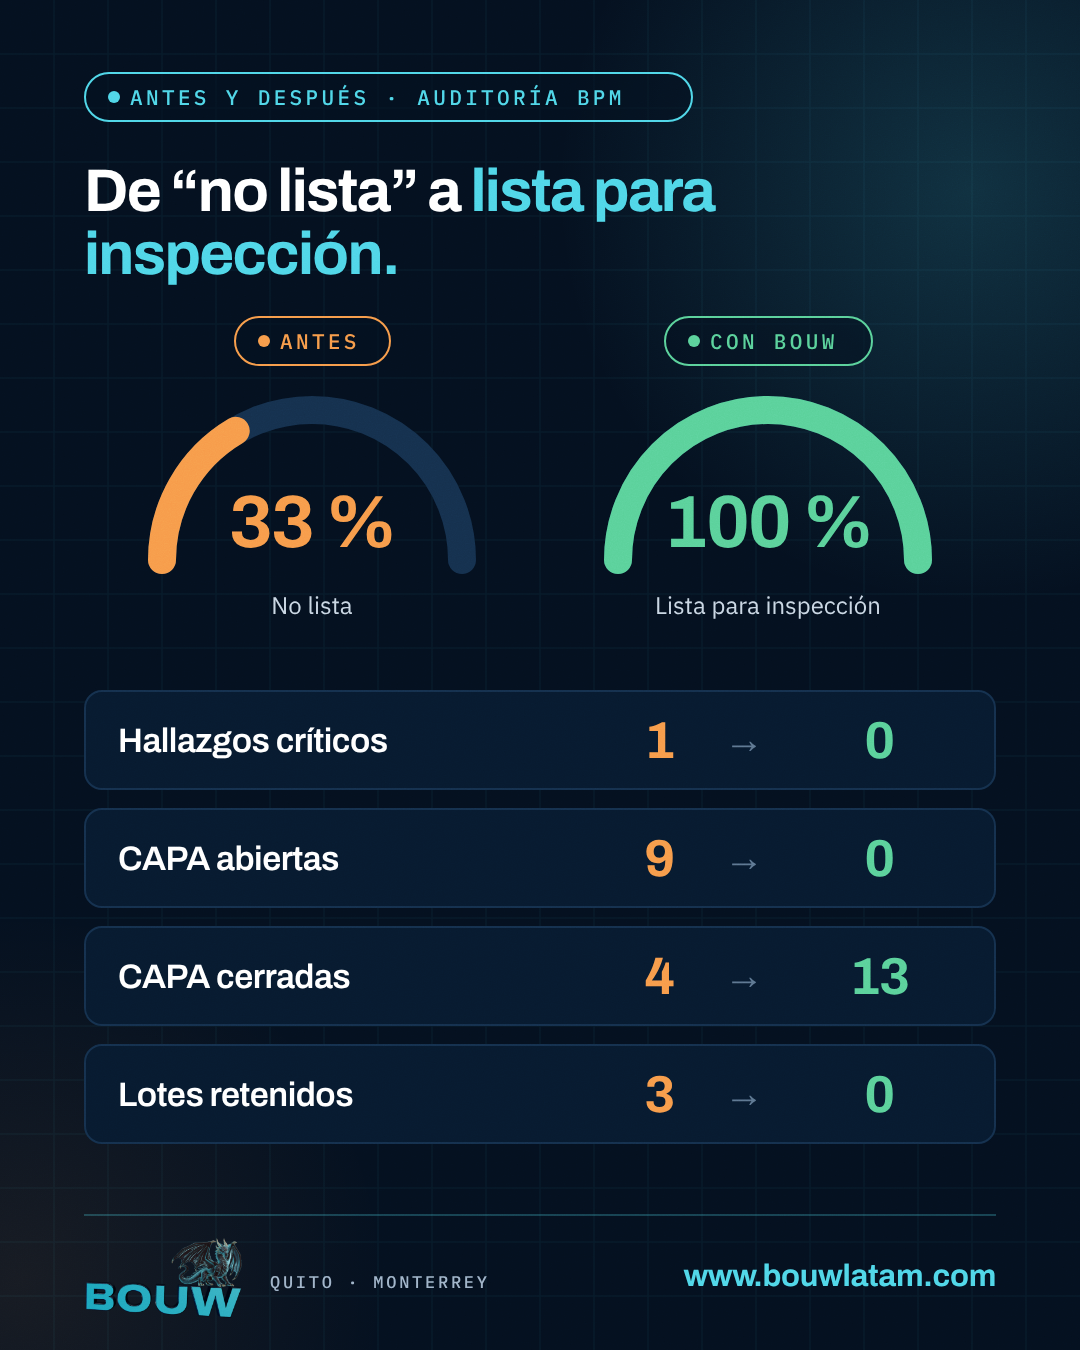 ANTES Y DESPUÉS · AUDITORÍA BPM
De “no lista” a lista para
inspección.
ANTES
CON BOUW
33 %
100 %
No lista
Lista para inspección
Hallazgos críticos 1 → 0
CAPA abiertas 9 → 0
CAPA cerradas 4 → 13
Lotes retenidos 3 → 0
BOUW
QUITO · MONTERREY
www.bouwlatam.com